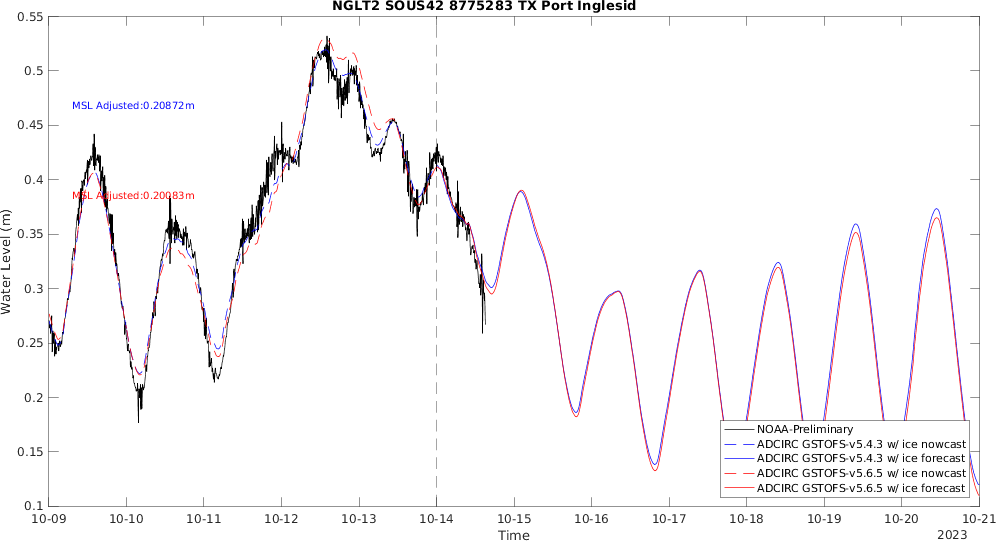 NGLT2 SOUS42 8775283 TX Port Inglesid
0.55
0.5
0.45
0.4
0.35
0.3
0.25
0.2
0.15
0.1
Water Level (m)
MSL Adjusted:0.20872m
MSL Adjusted:0.20083m
NOAA-Preliminary
ADCIRC GSTOFS-v5.4.3 w/ ice nowcast
ADCIRC GSTOFS-v5.4.3 w/ ice forecast
ADCIRC GSTOFS-v5.6.5 w/ ice nowcast
ADCIRC GSTOFS-v5.6.5 w/ ice forecast
10-09 10-10 10-11 10-12 10-13 10-14 10-15 10-16 10-17 10-18 10-19 10-20 10-21
Time
2023